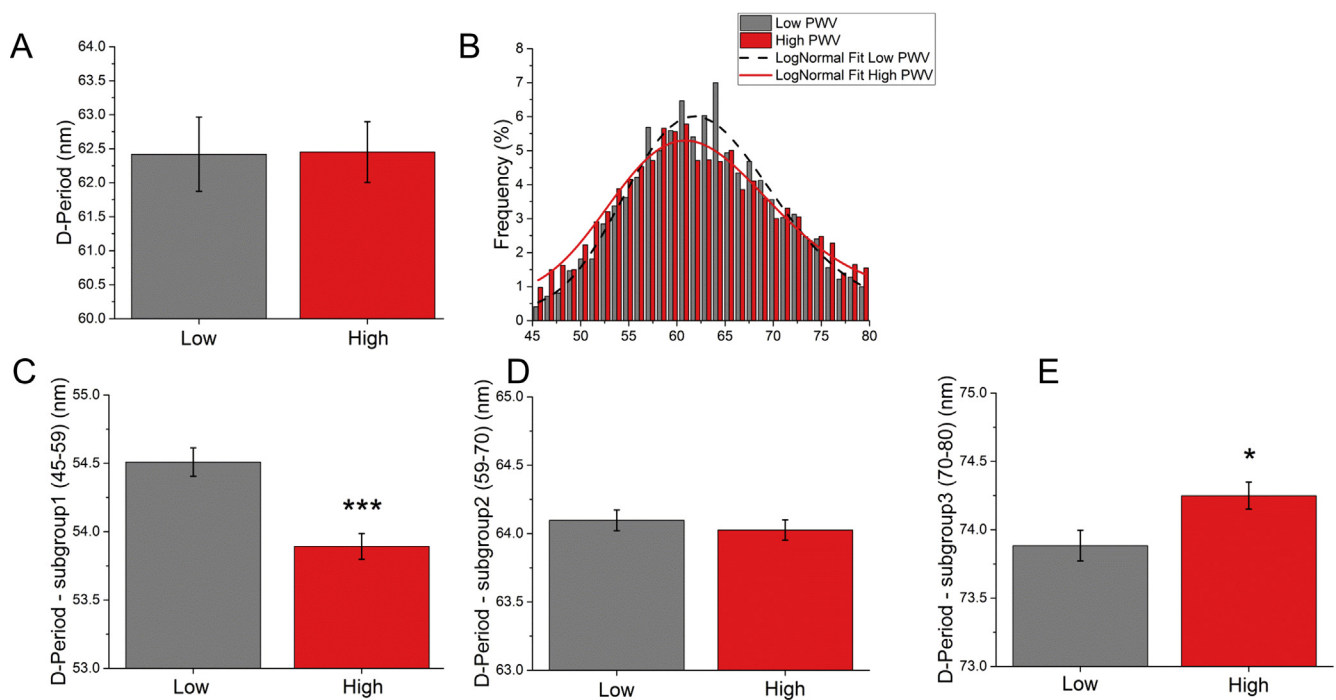 A
D-Period (nm)
64.0
63.5
63.0
62.5
62.0
61.5
61.0
60.5
60.0
Low
High
B
Low PWV
High PWV
LogNormal Fit Low PWV
LogNormal Fit High PWV
Frequency (%)
8
7
6
5
4
3
2
1
0
45
50
55
60
65
70
75
80
C
D-Period - subgroup1 (45-59) (nm)
55.0
54.5
54.0
53.5
53.0
***
Low
High
D
D-Period - subgroup2 (59-70) (nm)
65.0
64.5
64.0
63.5
63.0
Low
High
E
D-Period - subgroup3 (70-80) (nm)
75.0
74.5
74.0
73.5
73.0
*
Low
High